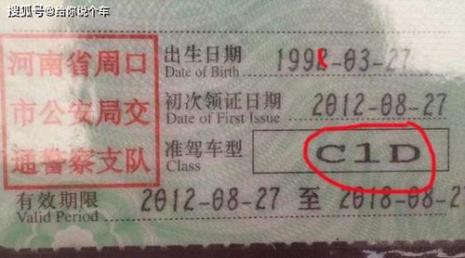 搜狐号@给你说个车
河南省周口
市公安局交
通警察支队
出生日期
Date of Birth
199-03-27
初次领证日期
Date of First Issue
2012-08-27
准驾车型
Class
C1D
有效期限
Valid Period
2012-08-27 至 2018-08-2